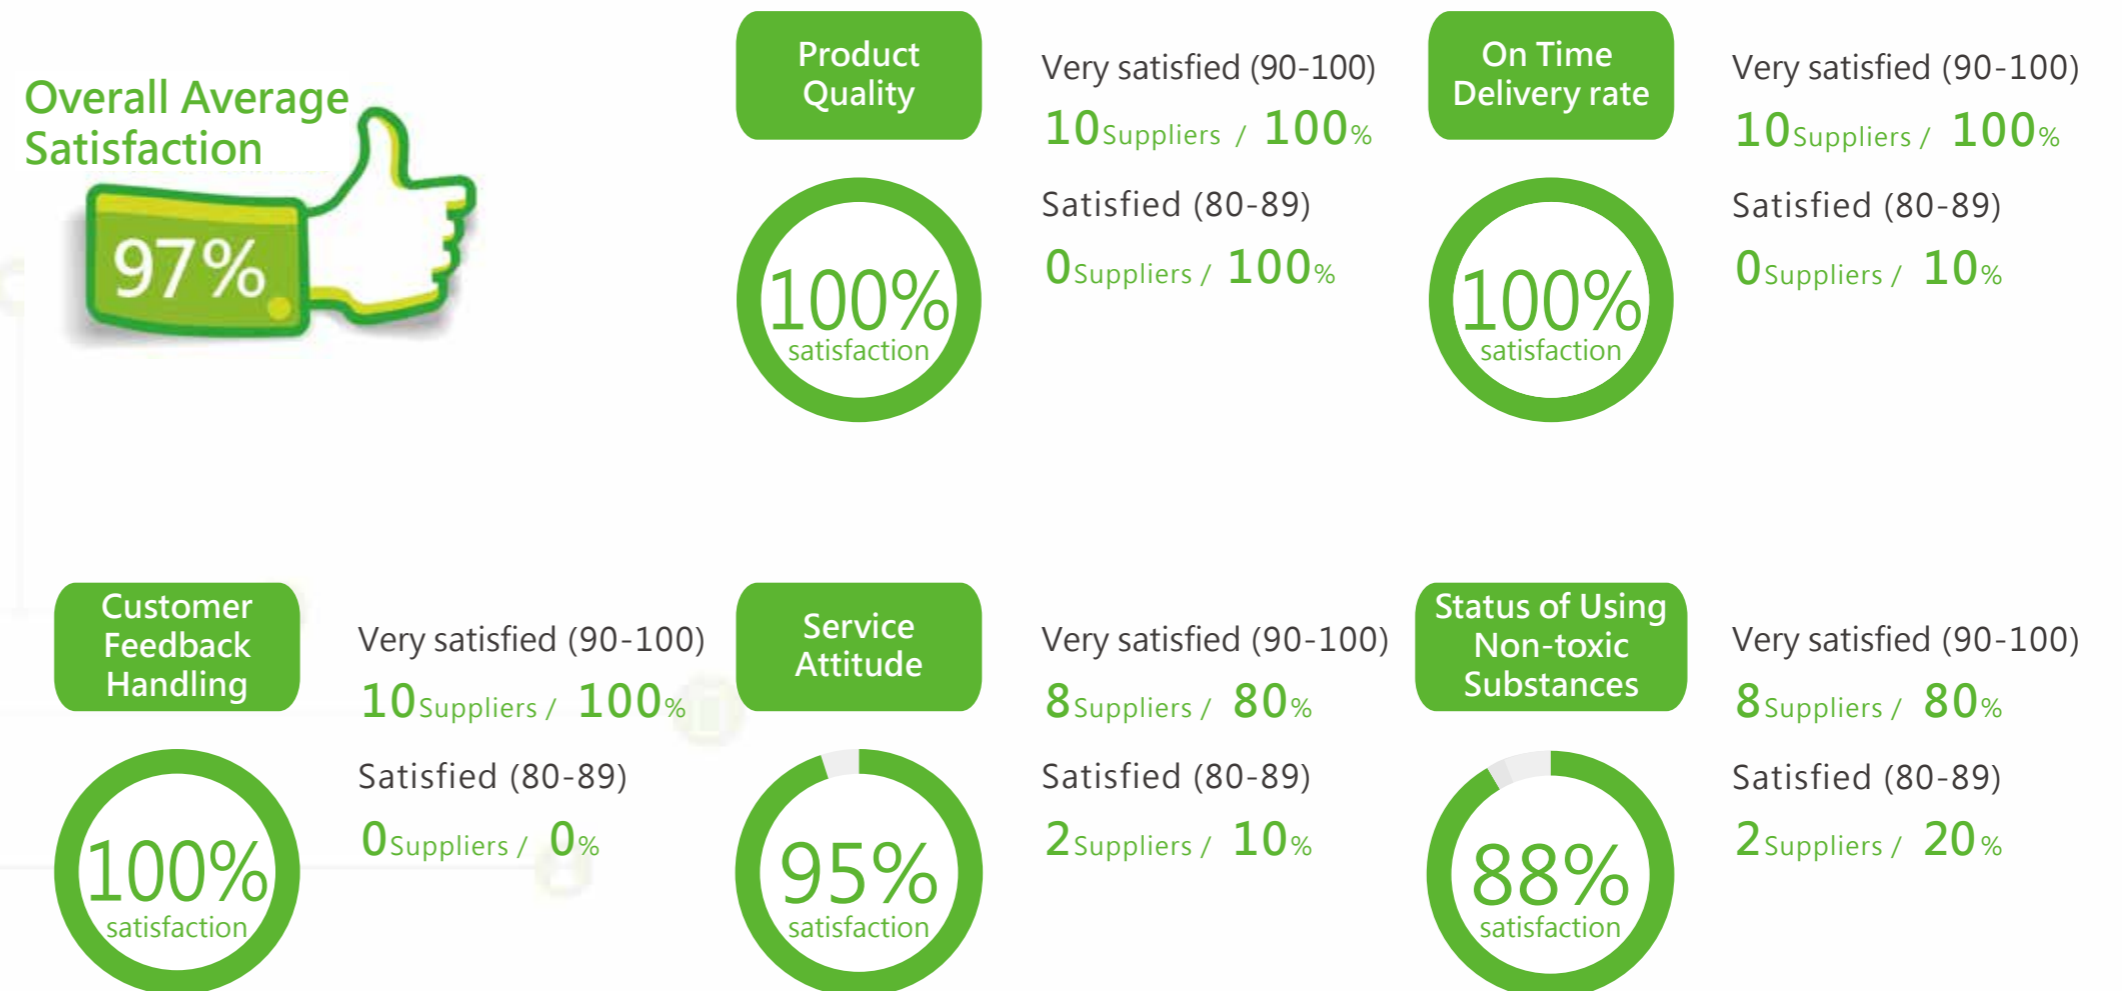 Overall Average
Satisfaction
97%
Product
Quality
Very satisfied (90-100)
10Suppliers / 100%
Satisfied (80-89)
0Suppliers / 100%
100%
satisfaction
On Time
Delivery rate
Very satisfied (90-100)
10Suppliers / 100%
Satisfied (80-89)
0Suppliers / 10%
100%
satisfaction
Customer
Feedback
Handling
Very satisfied (90-100)
10Suppliers / 100%
Satisfied (80-89)
0Suppliers / 0%
100%
satisfaction
Service
Attitude
Very satisfied (90-100)
8Suppliers / 80%
Satisfied (80-89)
2Suppliers / 10%
95%
satisfaction
Status of Using
Non-toxic
Substances
Very satisfied (90-100)
8Suppliers / 80%
Satisfied (80-89)
2Suppliers / 20%
88%
satisfaction